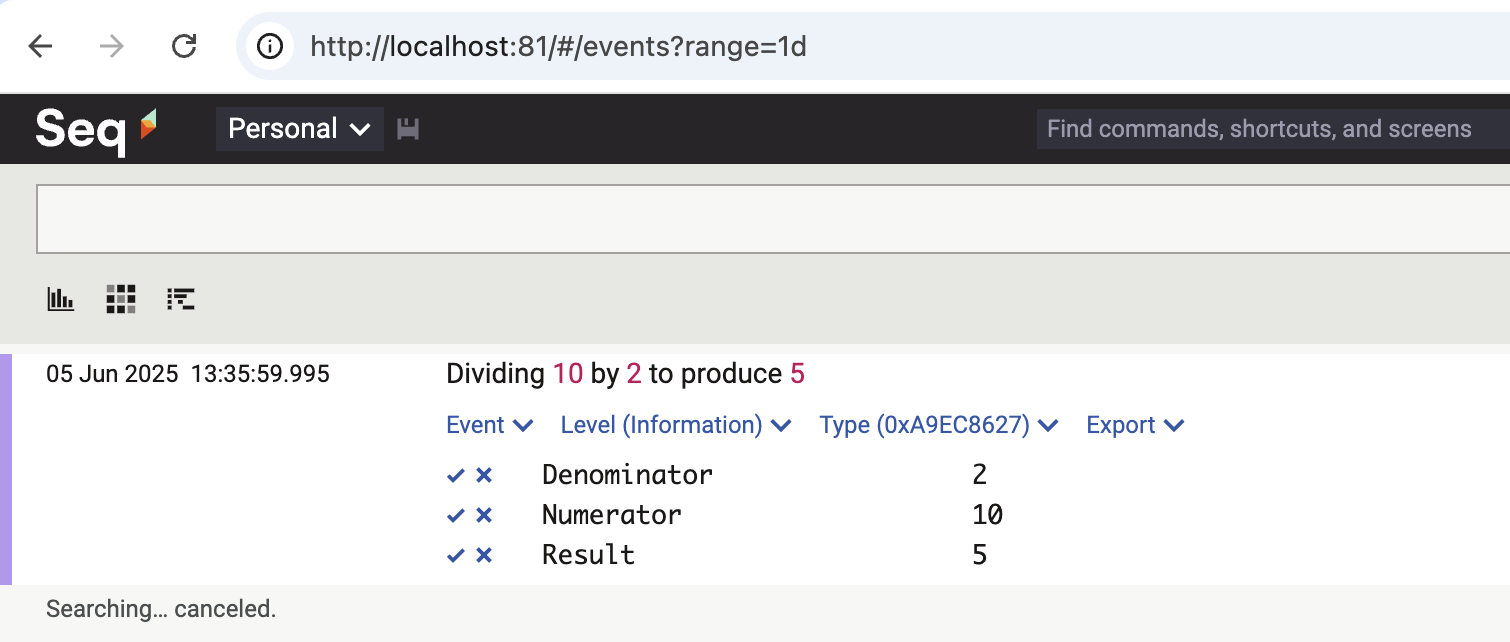 http://localhost:81/#/events?range=1d
Seq Personal Find commands, shortcuts, and screens
05 Jun 2025 13:35:59.995 Dividing 10 by 2 to produce 5
Event Level (Information) Type (0xA9EC8627) Export
Denominator 2
Numerator 10
Result 5
Searching... canceled.